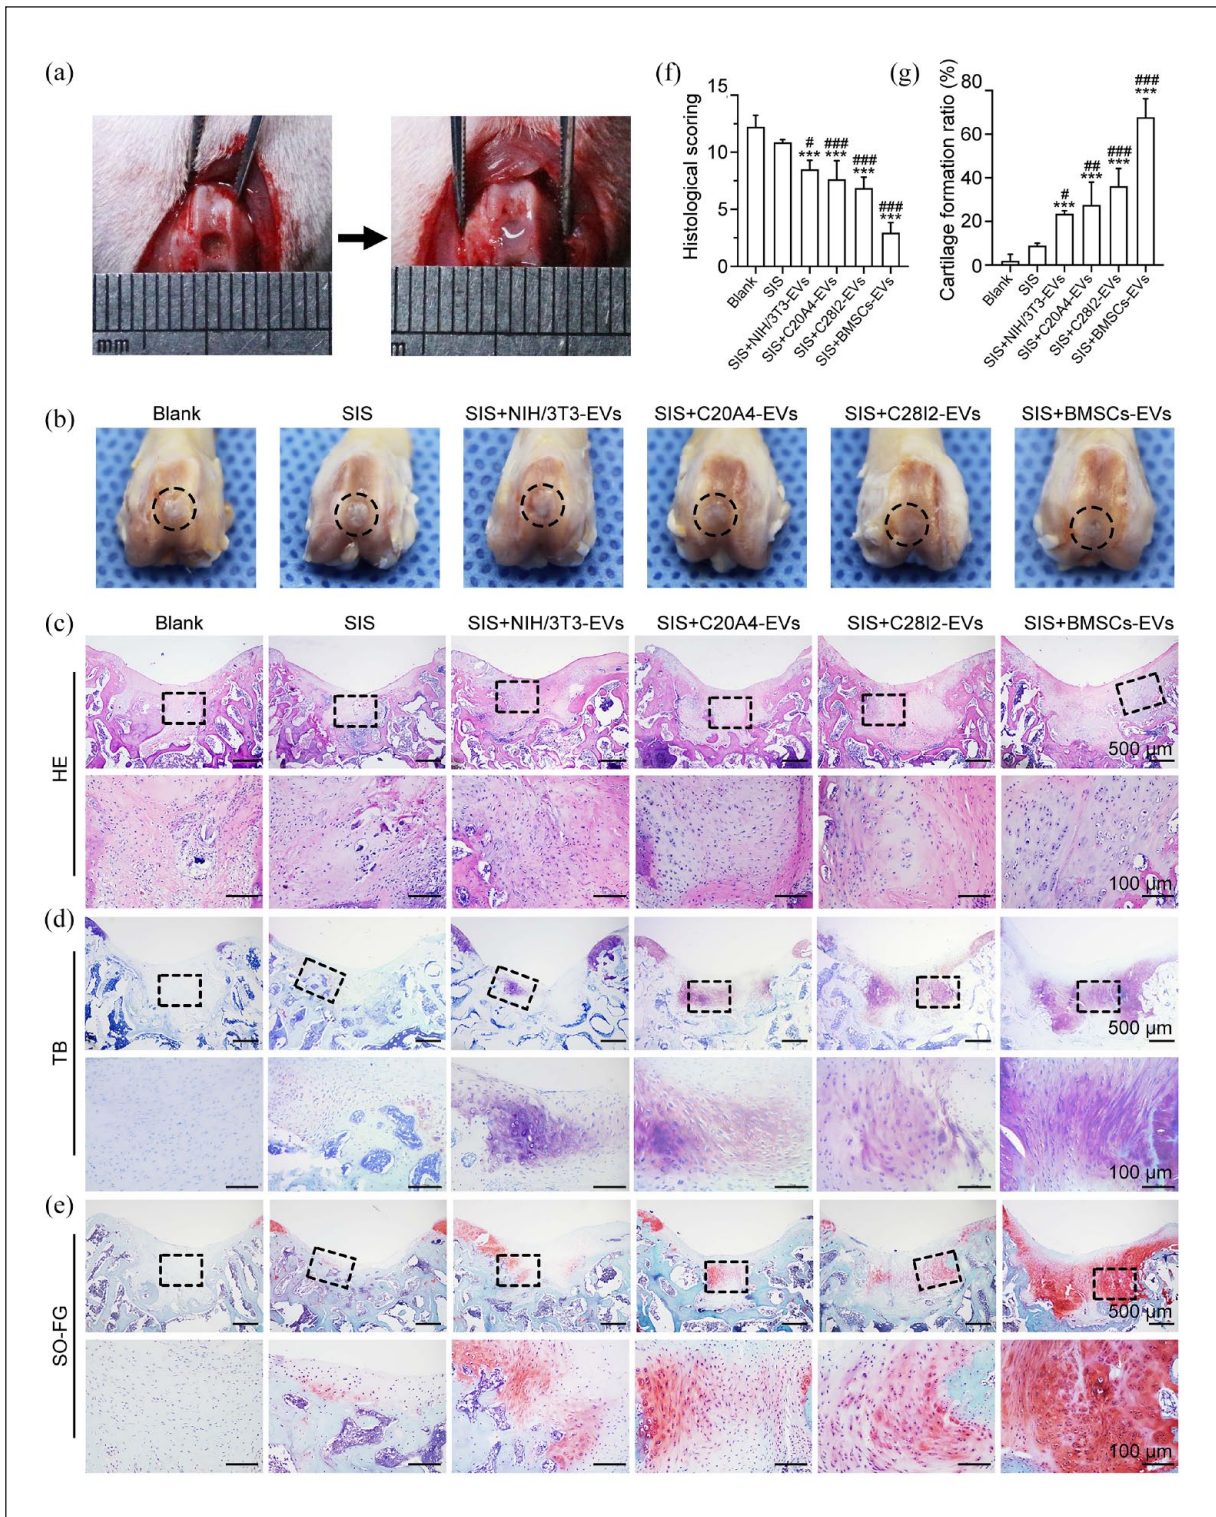 (a)
mm
m
(f)
Histological scoring
15
10
5
0
#
***
###
***
###
***
###
***
Blank
SIS
SIS+NIH/3T3-EVs
SIS+C20A4-EVs
SIS+C28I2-EVs
SIS+BMSCs-EVs
(g)
Cartilage formation ratio (%)
80
60
40
20
0
#
***
##
***
###
***
###
***
Blank
SIS
SIS+NIH/3T3-EVs
SIS+C20A4-EVs
SIS+C28I2-EVs
SIS+BMSCs-EVs
(b)
Blank SIS SIS+NIH/3T3-EVs SIS+C20A4-EVs SIS+C28I2-EVs SIS+BMSCs-EVs
(c)
Blank SIS SIS+NIH/3T3-EVs SIS+C20A4-EVs SIS+C28I2-EVs SIS+BMSCs-EVs
HE
500 μm
100 μm
(d)
TB
500 μm
100 μm
(e)
SO-FG
500 μm
100 μm